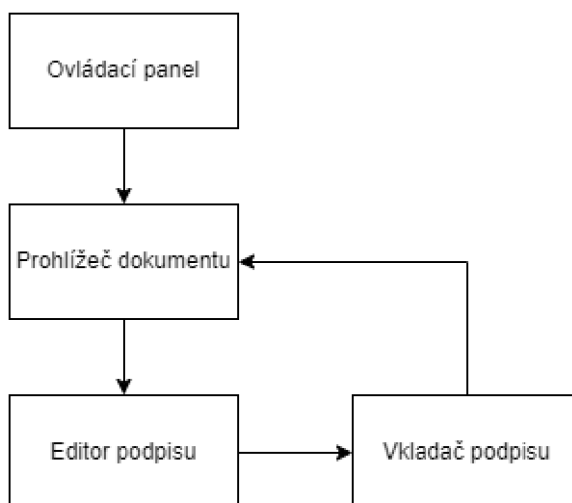 Ovládací panel
Prohlížeč dokumentu
Editor podpisu
Vkladač podpisu